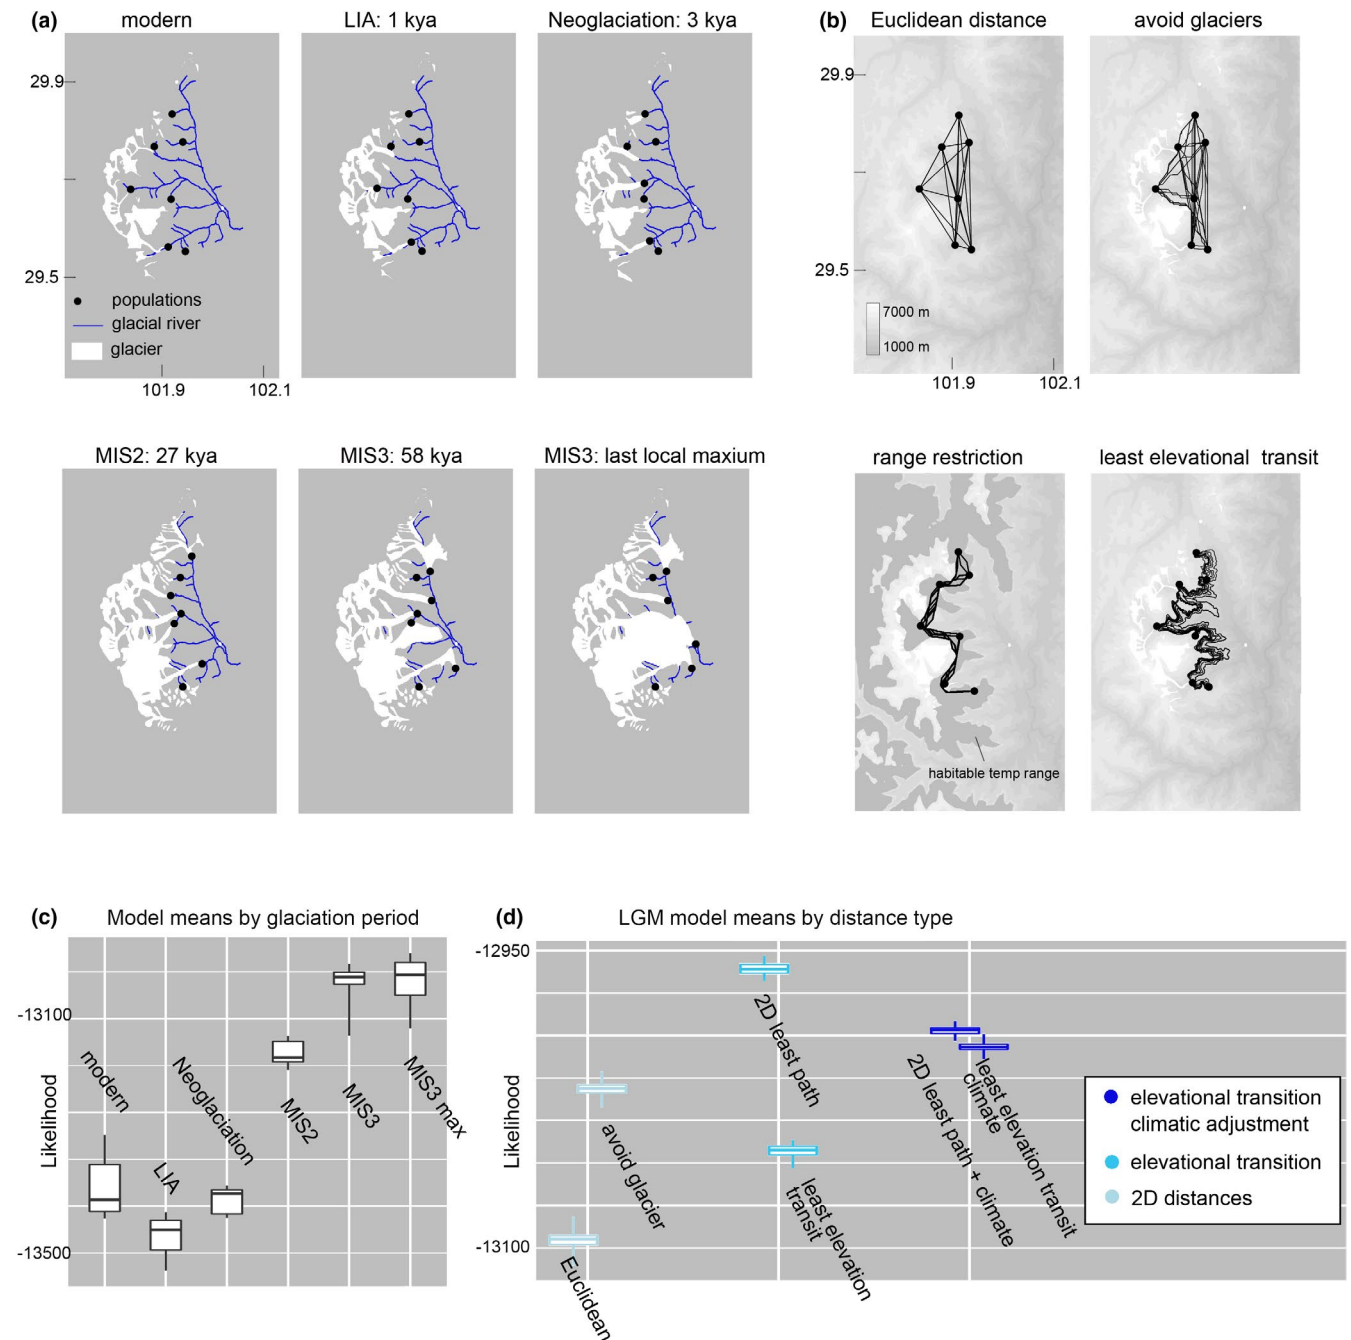 (a)
modern
LIA: 1 kya
Neoglaciation: 3 kya
29.9
29.5
populations
glacial river
glacier
101.9
102.1
MIS2: 27 kya
MIS3: 58 kya
MIS3: last local maxium
(b)
Euclidean distance
avoid glaciers
29.9
29.5
7000 m
1000 m
101.9
102.1
range restriction
least elevational transit
habitable temp range
(c)
Model means by glaciation period
Likelihood
-13100
-13500
modern
LIA
Neoglaciation
MIS2
MIS3
MIS3 max
(d)
LGM model means by distance type
Likelihood
-12950
-13100
Euclidean
avoid glacier
2D least path
least elevation
transit
2D least path + climate
least elevation transit
climate
elevational transition
climatic adjustment
elevational transition
2D distances